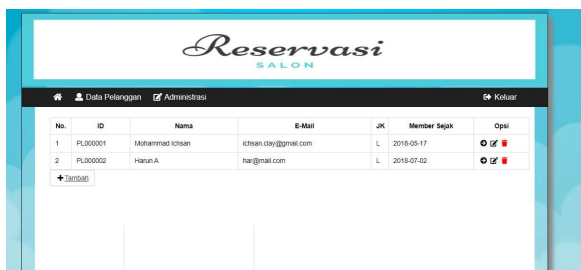 Reservasi
SALON
Data Pelanggan Administrasi Keluar
No. ID Nama E-Mail JK Member Sejak Opsi
1 PL000001 Mohammad Ichsan ichsan.clay@gmail.com L 2018-05-17
2 PL000002 Harun A har@mail.com L 2018-07-02
+Tambah